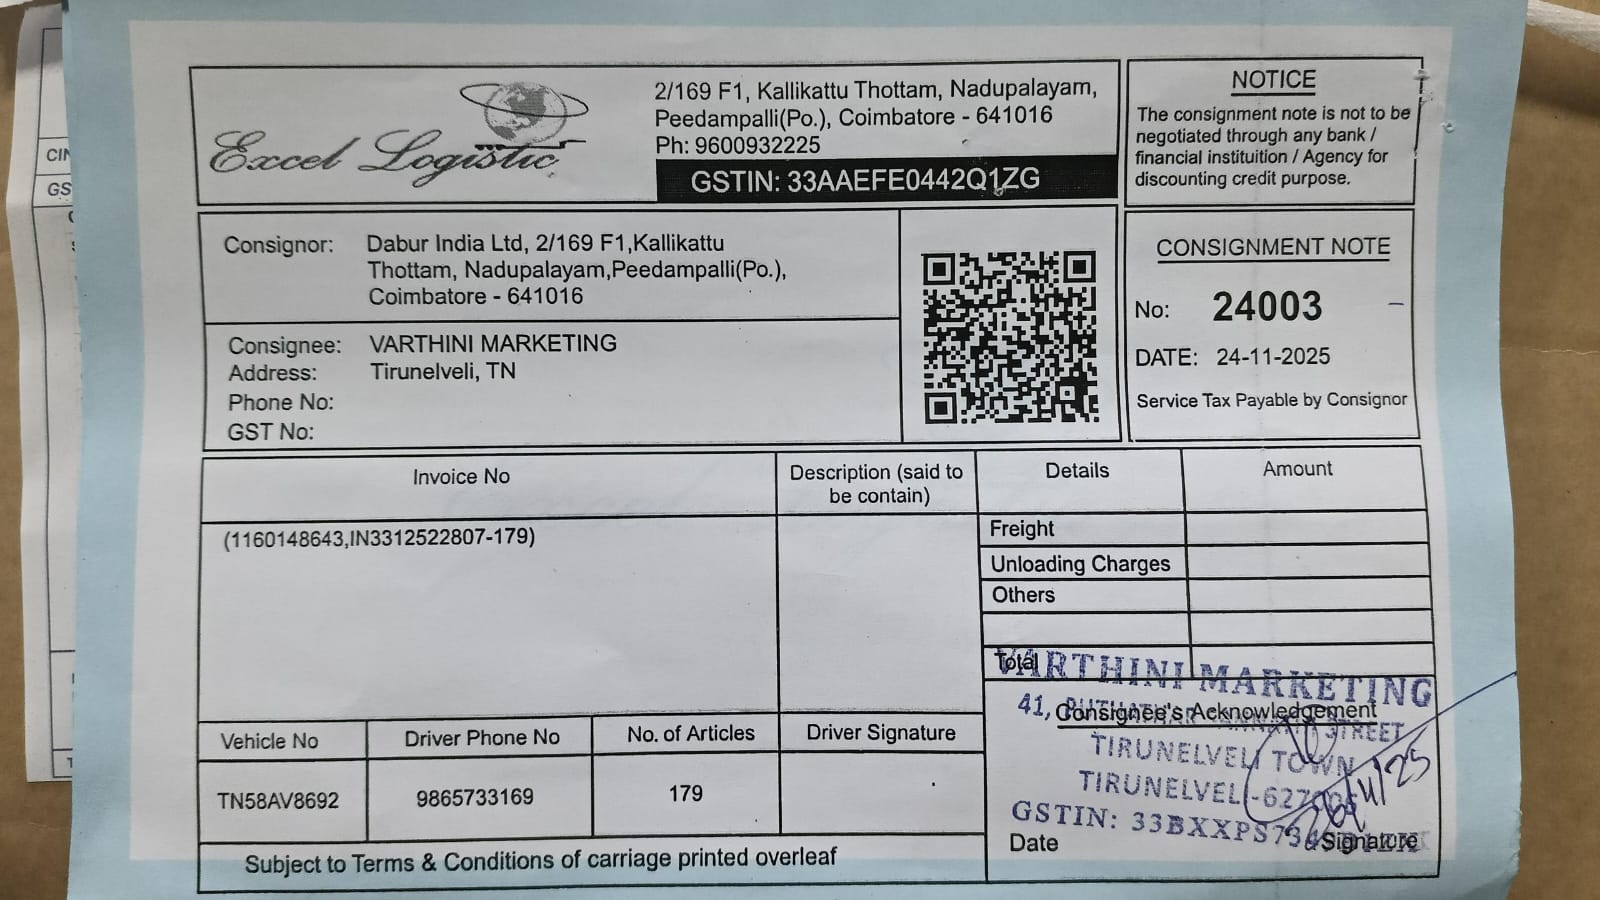 Excel Logistic
2/169 F1, Kallikattu Thottam, Nadupalayam,
Peedampalli(Po.), Coimbatore - 641016
Ph: 9600932225
GSTIN: 33AAEFE0442Q1ZG
NOTICE
The consignment note is not to be
negotiated through any bank /
financial instituition / Agency for
discounting credit purpose.
Consignor: Dabur India Ltd, 2/169 F1,Kallikattu
Thottam, Nadupalayam,Peedampalli(Po.),
Coimbatore - 641016
Consignee: VARTHINI MARKETING
Address: Tirunelveli, TN
Phone No:
GST No:
CONSIGNMENT NOTE
No: 24003
DATE: 24-11-2025
Service Tax Payable by Consignor
Invoice No
Description (said to
be contain)
Details
Amount
(1160148643,IN3312522807-179)
Freight
Unloading Charges
Others
Total
VARTHINI MARKETING
Consignee's Acknowledgement
41,
STREET
TIRUNELVELI TOWN
TIRUNELVELI
GSTIN:
26/11/25
Date
Signature
Vehicle No
Driver Phone No
No. of Articles
Driver Signature
TN58AV8692
9865733169
179
Subject to Terms & Conditions of carriage printed overleaf
CIN
GS